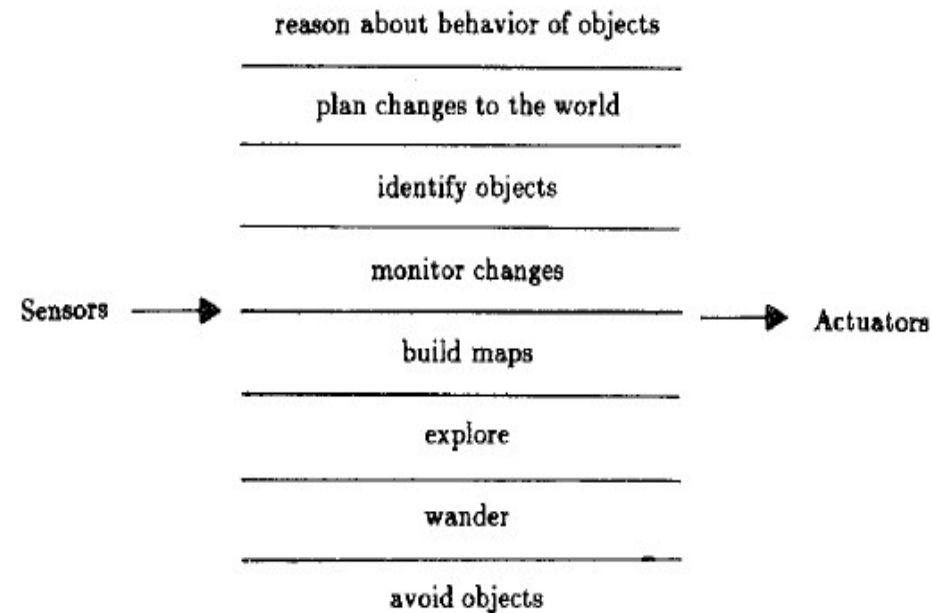 reason about behavior of objects
plan changes to the world
identify objects
monitor changes
Sensors
Actuators
build maps
explore
wander
avoid objects